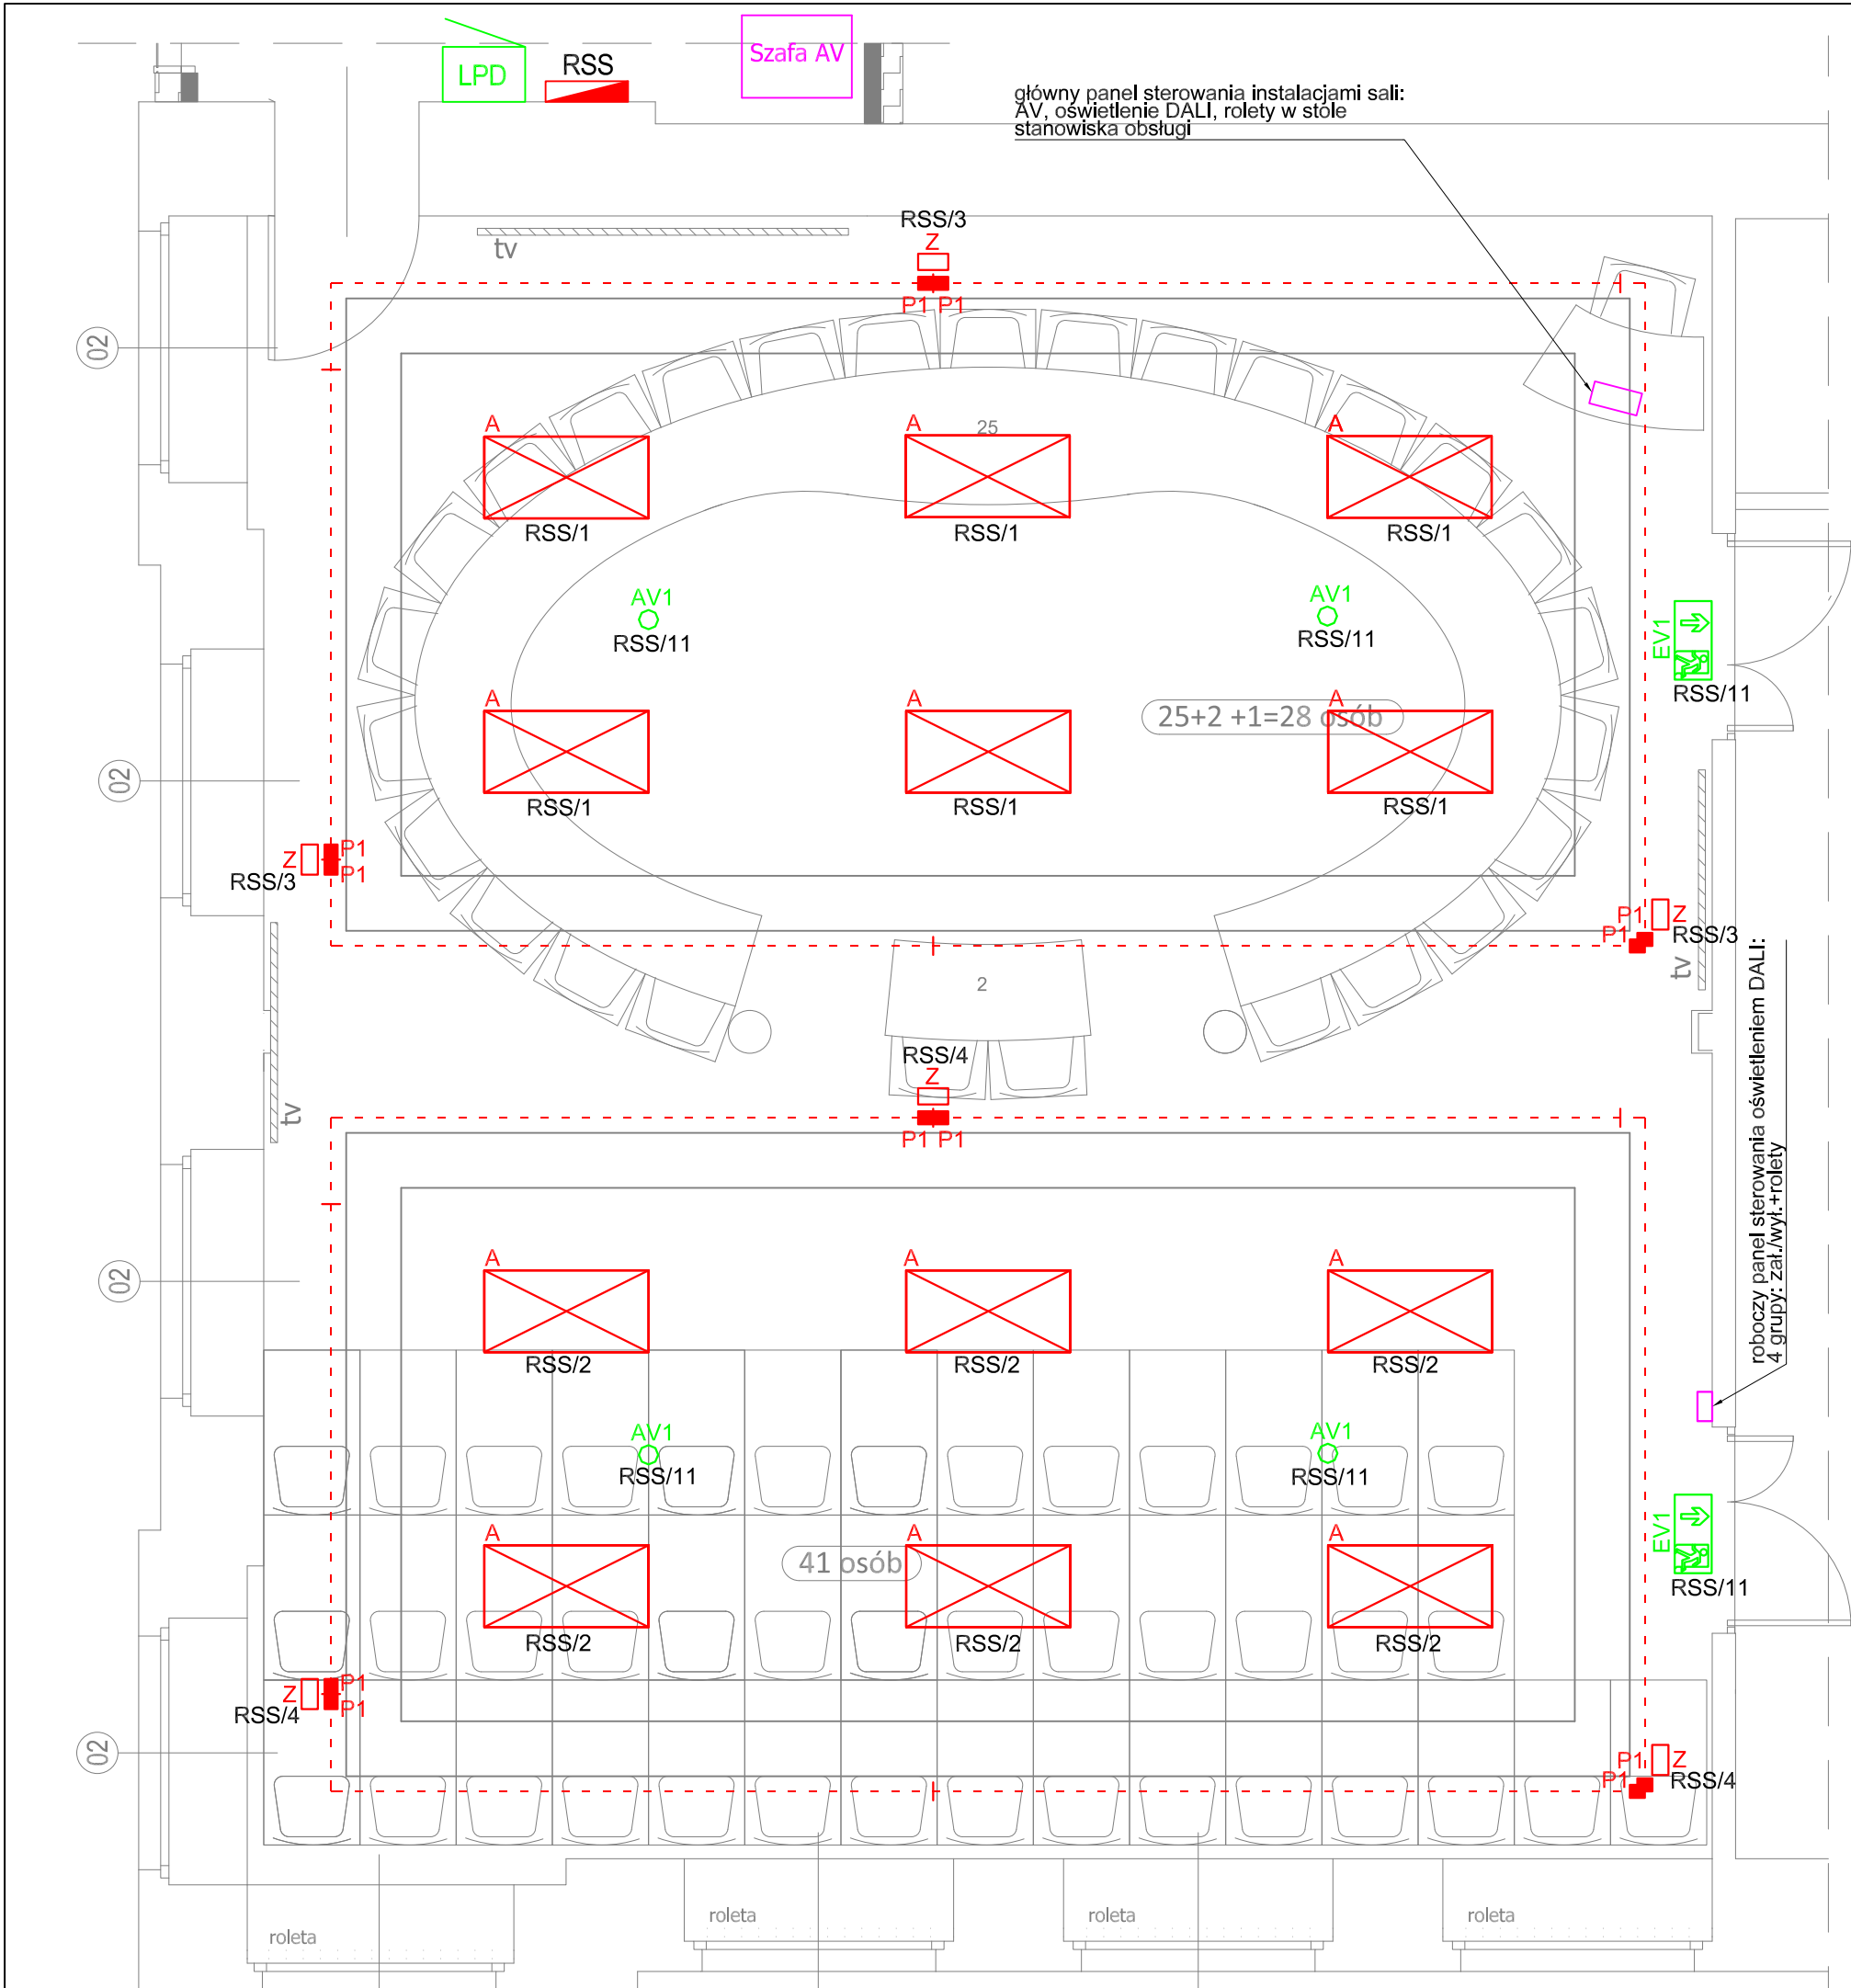 LPD
RSS
Szafa AV
główny panel sterowania instalacjami sali:
AV, oświetlenie DALI, rolety w stole
stanowiska obsługi
tv
RSS/3
Z
P1 P1
02
A
A
25
A
RSS/1
RSS/1
RSS/1
AV1
RSS/11
AV1
RSS/11
EV1
RSS/11
A
A
A
25+2 +1=28 osób
02
RSS/1
RSS/1
RSS/1
Z
P1
P1
RSS/3
P1
Z
P1
RSS/3
tv
2
roboczy panel sterowania oświetleniem DALI:
4 grupy: zał./wył.+rolety
tv
RSS/4
Z
P1 P1
02
A
A
A
RSS/2
RSS/2
RSS/2
AV1
RSS/11
AV1
RSS/11
EV1
RSS/11
A
A
A
41 osób
RSS/2
RSS/2
RSS/2
Z
P1
P1
RSS/4
02
P1
Z
P1
RSS/4
roleta
roleta
roleta
roleta